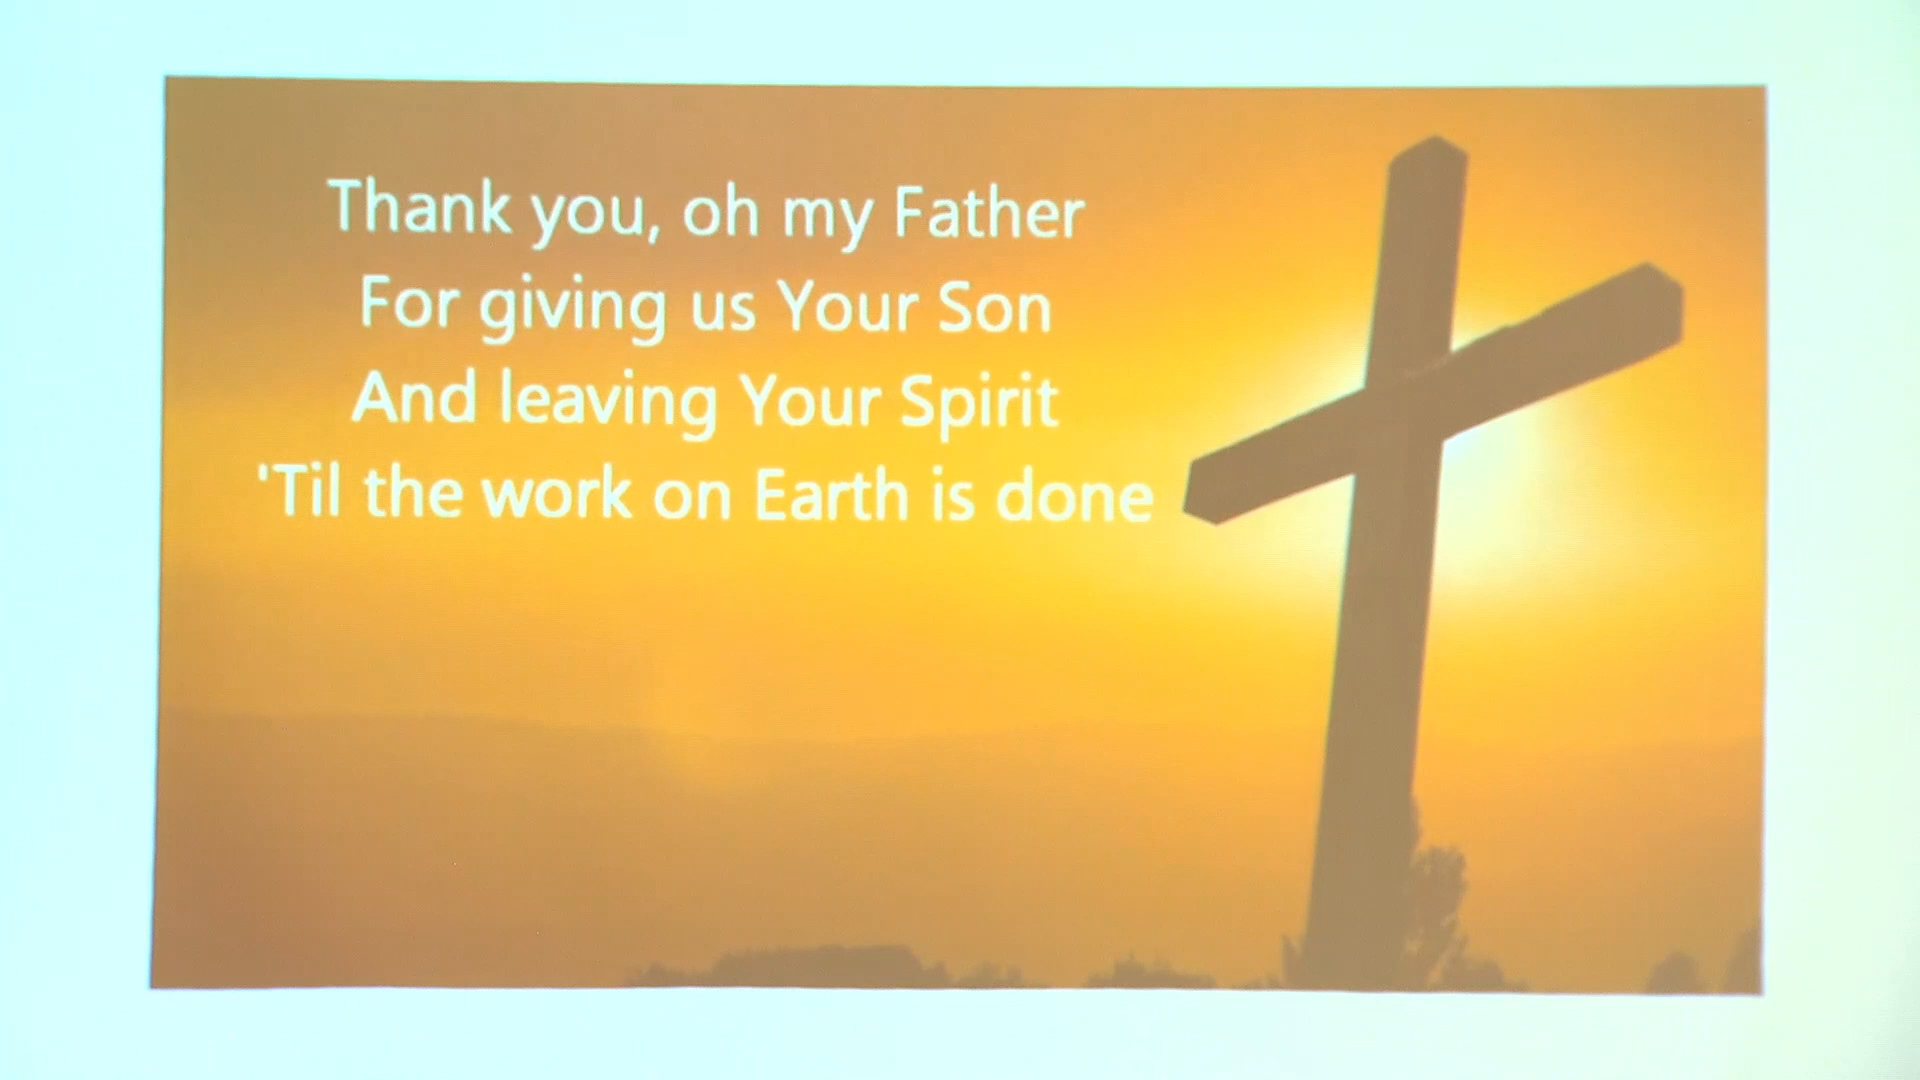 Thank you, oh my Father
For giving us Your Son
And leaving Your Spirit
'Til the work on Earth is done